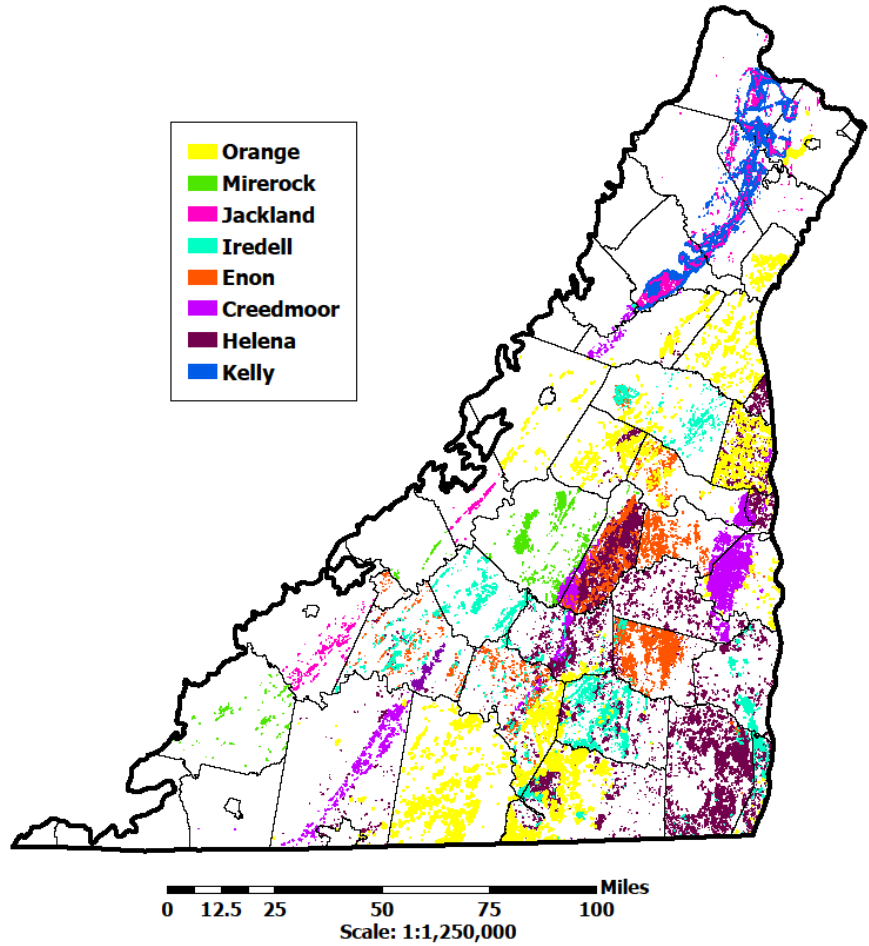 Orange
Mirerock
Jackland
Iredell
Enon
Creedmoor
Helena
Kelly
Miles
0 12.5 25 50 75 100
Scale: 1:1,250,000